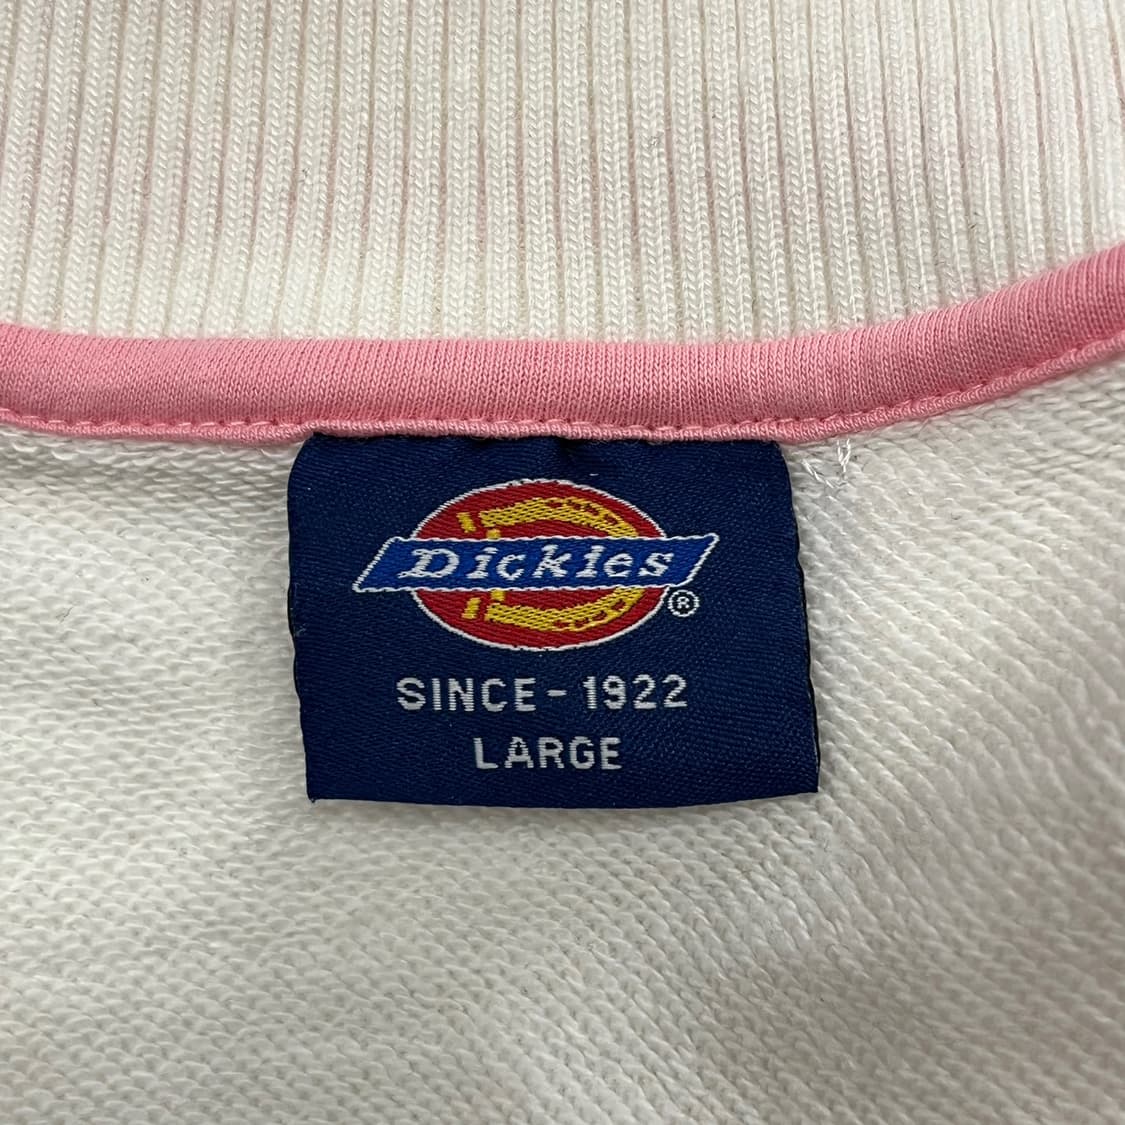 Dickies
®
SINCE-1922
LARGE